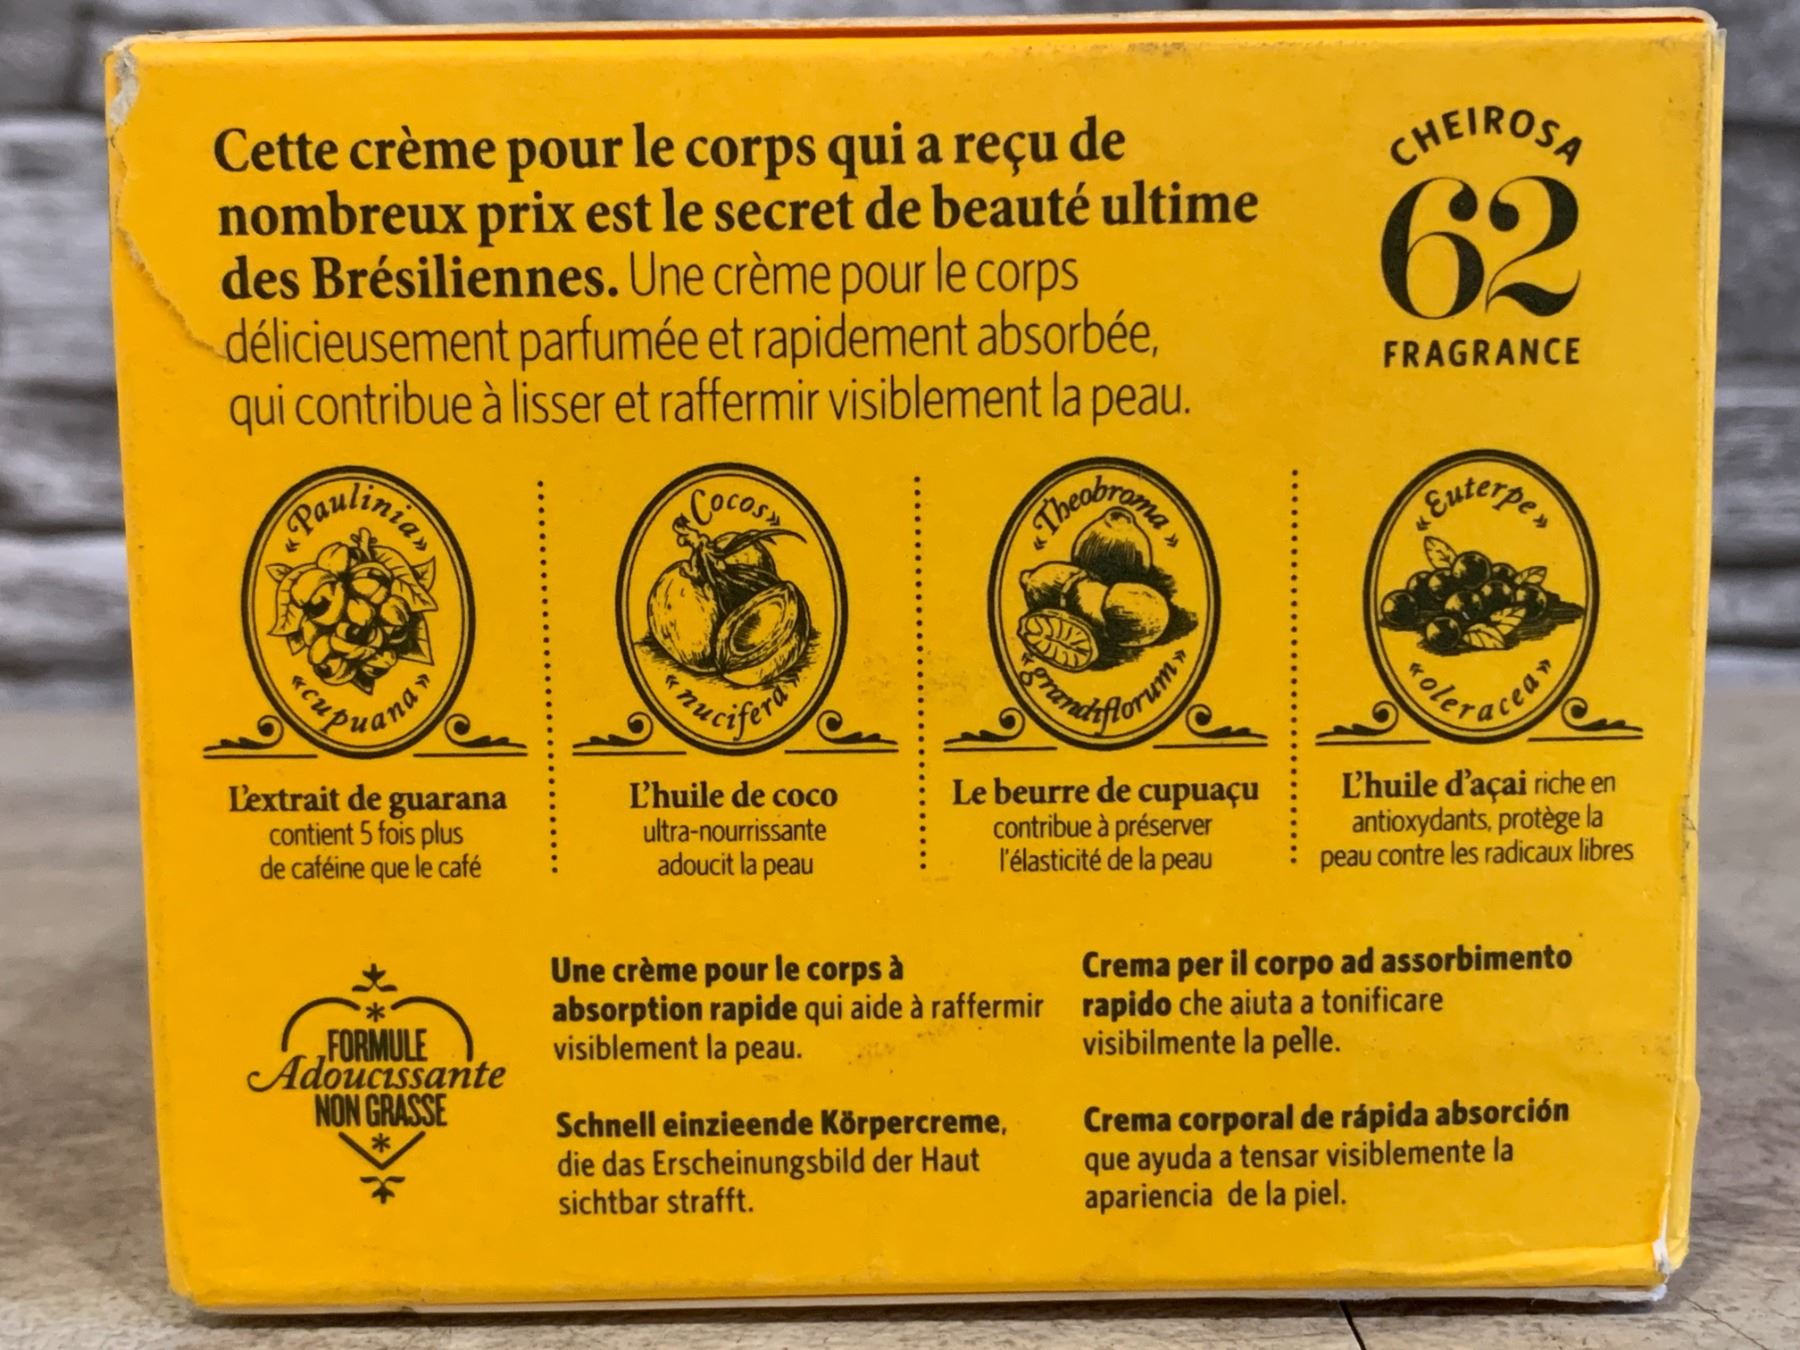 Cette crème pour le corps qui a reçu de
nombreux prix est le secret de beauté ultime
des Brésiliennes. Une crème pour le corps
délicieusement parfumée et rapidement absorbée,
qui contribue à lisser et raffermir visiblement la peau.
CHEIROSA
62
FRAGRANCE
«Paulinia»
«cupuana»
L'extrait de guarana
contient 5 fois plus
de caféine que le café
«Cocos»
«nucifera»
L'huile de coco
ultra-nourrissante
adoucit la peau
«Theobroma»
«grandiflorum»
Le beurre de cupuaçu
contribue à préserver
l'élasticité de la peau
«Euterpe»
«oleracea»
L'huile d'açai riche en
antioxydants, protège la
peau contre les radicaux libres
FORMULE
Adoucissante
NON GRASSE
Une crème pour le corps à
absorption rapide qui aide à raffermir
visiblement la peau.
Crema per il corpo ad assorbimento
rapido che aiuta a tonificare
visibilmente la pelle.
Schnell einzieende Körpercreme,
die das Erscheinungsbild der Haut
sichtbar strafft.
Crema corporal de rápida absorción
que ayuda a tensar visiblemente la
apariencia de la piel.